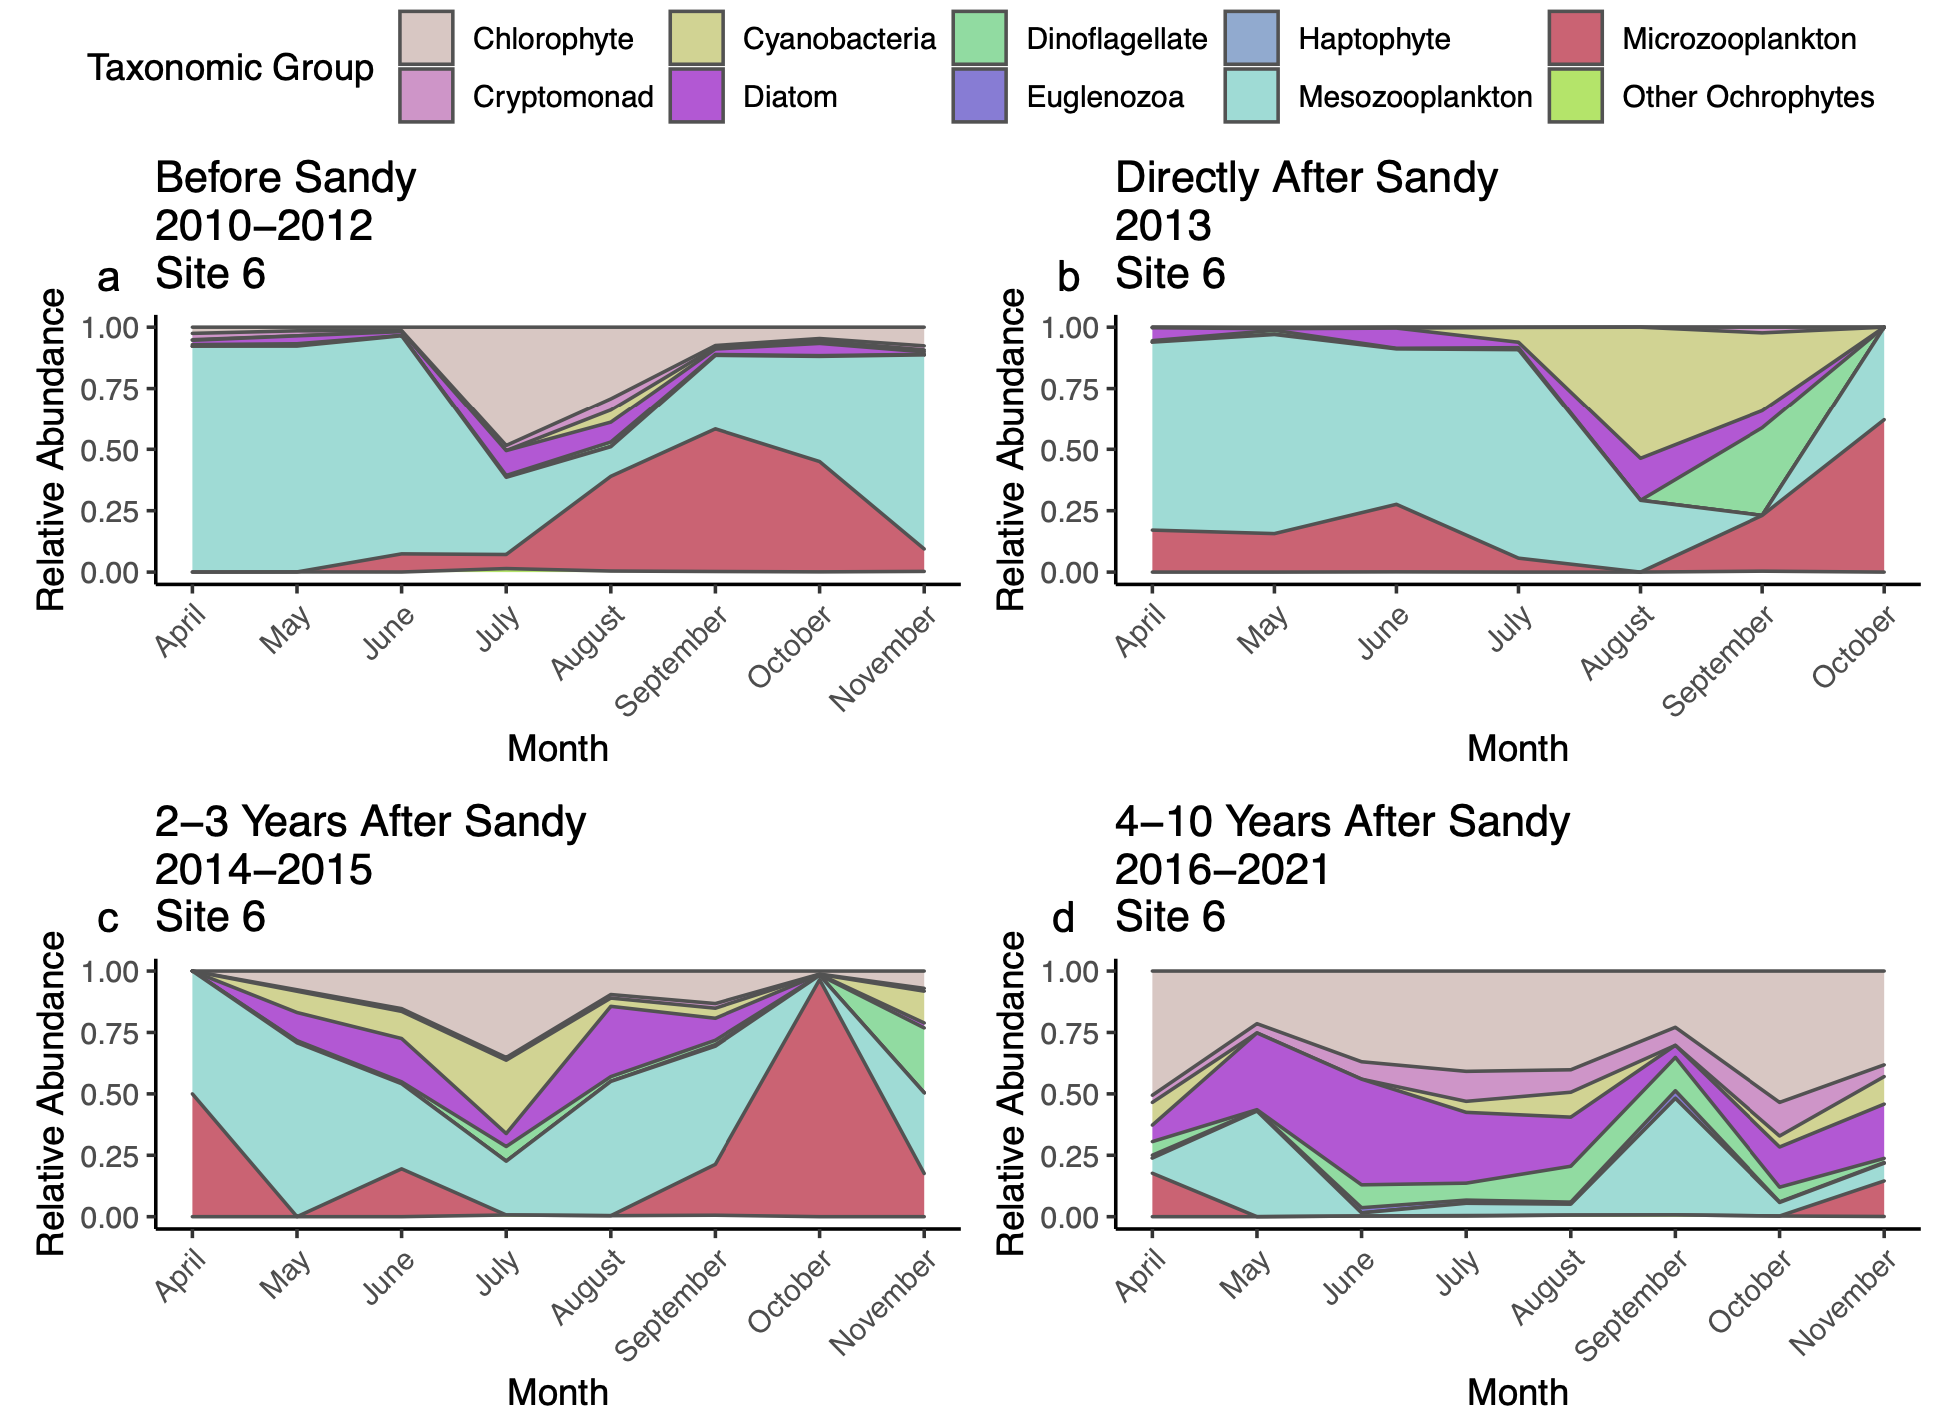 Taxonomic Group
Chlorophyte
Cyanobacteria
Dinoflagellate
Haptophyte
Microzooplankton
Cryptomonad
Diatom
Euglenozoa
Mesozooplankton
Other Ochrophytes
Before Sandy
2010–2012
a Site 6
Relative Abundance
1.00
0.75
0.50
0.25
0.00
April
May
June
July
August
September
October
November
Month
Directly After Sandy
2013
b Site 6
Relative Abundance
1.00
0.75
0.50
0.25
0.00
April
May
June
July
August
September
October
Month
2–3 Years After Sandy
2014–2015
c Site 6
Relative Abundance
1.00
0.75
0.50
0.25
0.00
April
May
June
July
August
September
October
November
Month
4–10 Years After Sandy
2016–2021
d Site 6
Relative Abundance
1.00
0.75
0.50
0.25
0.00
April
May
June
July
August
September
October
November
Month